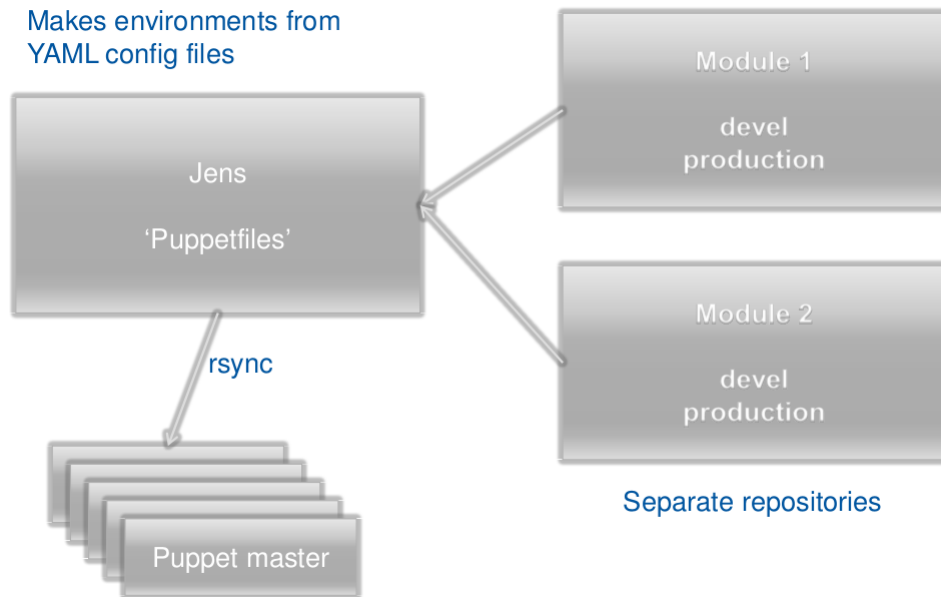 Makes environments from
YAML config files
Jens
‘Puppetfiles’
rsync
Puppet master
Module 1
devel
production
Module 2
devel
production
Separate repositories